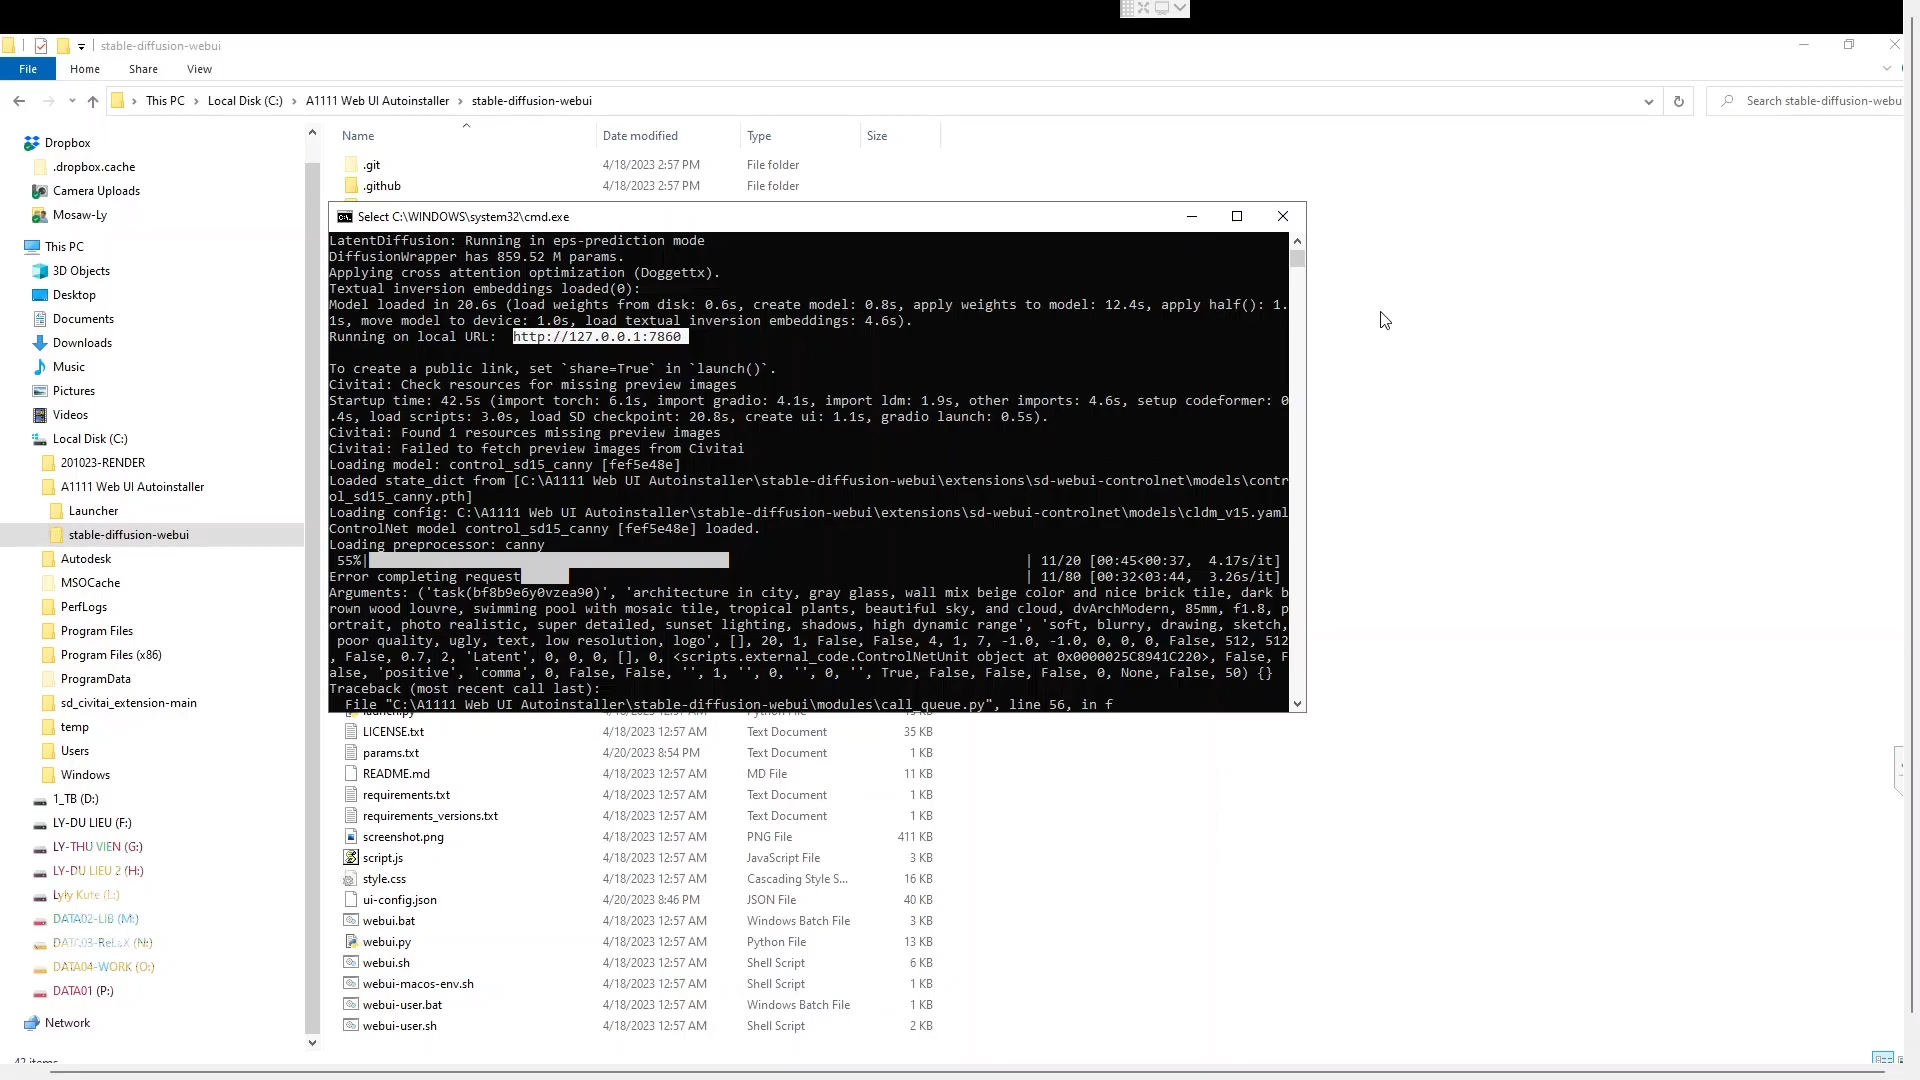 stable-diffusion-webui
File Home Share View
This PC Local Disk (C:) A1111 Web UI Autoinstaller stable-diffusion-webui
Search stable-diffusion-webu
Dropbox
.dropbox.cache
Camera Uploads
Mosaw-Ly
This PC
3D Objects
Desktop
Documents
Downloads
Music
Pictures
Videos
Local Disk (C:)
201023-RENDER
A1111 Web UI Autoinstaller
Launcher
stable-diffusion-webui
Autodesk
MSOCache
PerfLogs
Program Files
Program Files (x86)
ProgramData
sd_civitai_extension-main
temp
Users
Windows
1_TB (D:)
LY-DU LIEU (F:)
LY-THU VIEN (G:)
LY-DU LIEU 2 (H:)
Lyly Kute (L:)
DATA02-LIB (M:)
DATA03-ReLaX (N:)
DATA04-WORK (O:)
DATA01 (P:)
Network
42 items
Name Date modified Type Size
.git 4/18/2023 2:57 PM File folder
.github 4/18/2023 2:57 PM File folder
Select C:\WINDOWS\system32\cmd.exe
LatentDiffusion: Running in eps-prediction mode
DiffusionWrapper has 859.52 M params.
Applying cross attention optimization (Doggettx).
Textual inversion embeddings loaded(0):
Model loaded in 20.6s (load weights from disk: 0.6s, create model: 0.8s, apply weights to model: 12.4s, apply half(): 1.
1s, move model to device: 1.0s, load textual inversion embeddings: 4.6s).
Running on local URL:  http://127.0.0.1:7860
To create a public link, set `share=True` in `launch()`.
Civitai: Check resources for missing preview images
Startup time: 42.5s (import torch: 6.1s, import gradio: 4.1s, import ldm: 1.9s, other imports: 4.6s, setup codeformer: 0
.4s, load scripts: 3.0s, load SD checkpoint: 20.8s, create ui: 1.1s, gradio launch: 0.5s).
Civitai: Found 1 resources missing preview images
Civitai: Failed to fetch preview images from Civitai
Loading model: control_sd15_canny [fef5e48e]
Loaded state_dict from [C:\A1111 Web UI Autoinstaller\stable-diffusion-webui\extensions\sd-webui-controlnet\models\contr
ol_sd15_canny.pth]
Loading config: C:\A1111 Web UI Autoinstaller\stable-diffusion-webui\extensions\sd-webui-controlnet\models\cldm_v15.yaml
ControlNet model control_sd15_canny [fef5e48e] loaded.
Loading preprocessor: canny
55%| | 11/20 [00:45<00:37, 4.17s/it]
Error completing request | 11/80 [00:32<03:44, 3.26s/it]
Arguments: ('task(bf8b9e6y0vzea90)', 'architecture in city, gray glass, wall mix beige color and nice brick tile, dark b
rown wood louvre, swimming pool with mosaic tile, tropical plants, beautiful sky, and cloud, dvArchModern, 85mm, f1.8, p
ortrait, photo realistic, super detailed, sunset lighting, shadows, high dynamic range', 'soft, blurry, drawing, sketch,
poor quality, ugly, text, low resolution, logo', [], 20, 1, False, False, 4, 1, 7, -1.0, -1.0, 0, 0, 0, False, 512, 512
, False, 0.7, 2, 'Latent', 0, 0, 0, [], 0, <scripts.external_code.ControlNetUnit object at 0x0000025C8941C220>, False, F
alse, 'positive', 'comma', 0, False, False, '', 1, '', 0, '', 0, '', True, False, False, False, 0, None, False, 50) {}
Traceback (most recent call last):
File "C:\A1111 Web UI Autoinstaller\stable-diffusion-webui\modules\call_queue.py", line 56, in f
LICENSE.txt 4/18/2023 12:57 AM Text Document 35 KB
params.txt 4/20/2023 8:54 PM Text Document 1 KB
README.md 4/18/2023 12:57 AM MD File 11 KB
requirements.txt 4/18/2023 12:57 AM Text Document 1 KB
requirements_versions.txt 4/18/2023 12:57 AM Text Document 1 KB
screenshot.png 4/18/2023 12:57 AM PNG File 411 KB
script.js 4/18/2023 12:57 AM JavaScript File 3 KB
style.css 4/18/2023 12:57 AM Cascading Style S... 16 KB
ui-config.json 4/20/2023 8:46 PM JSON File 40 KB
webui.bat 4/18/2023 12:57 AM Windows Batch File 3 KB
webui.py 4/18/2023 12:57 AM Python File 13 KB
webui.sh 4/18/2023 12:57 AM Shell Script 6 KB
webui-macos-env.sh 4/18/2023 12:57 AM Shell Script 1 KB
webui-user.bat 4/18/2023 12:57 AM Windows Batch File 1 KB
webui-user.sh 4/18/2023 12:57 AM Shell Script 2 KB